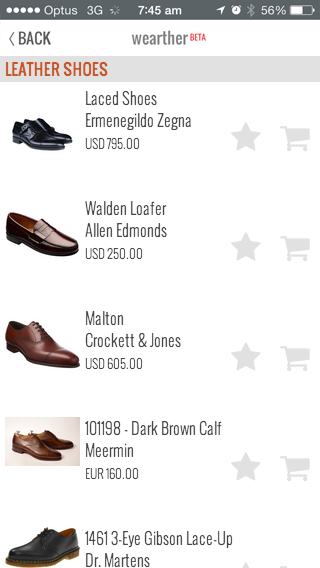 Optus 3G 7:45 am 56%
BACK
wearther BETA
LEATHER SHOES
Laced Shoes
Ermenegildo Zegna
USD 795.00
Walden Loafer
Allen Edmonds
USD 250.00
Malton
Crockett & Jones
USD 605.00
101198 - Dark Brown Calf
Meermin
EUR 160.00
1461 3-Eye Gibson Lace-Up
Dr. Martens